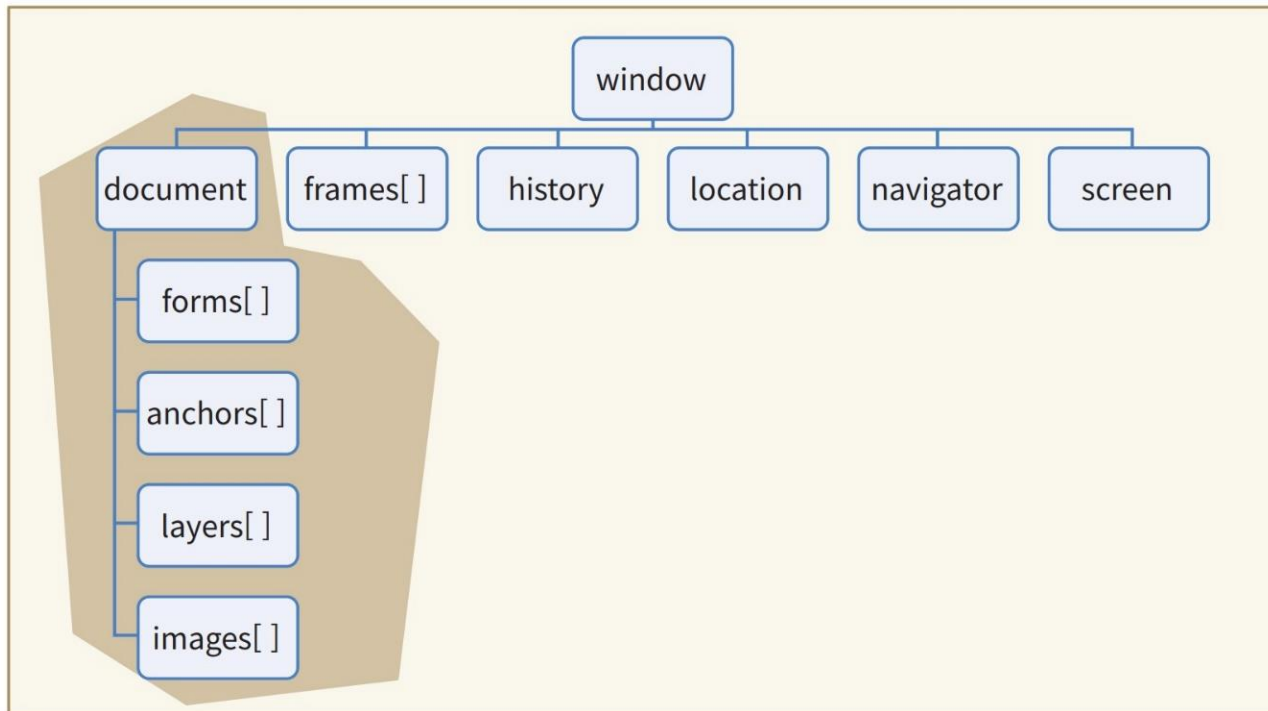 window
document
frames[ ]
history
location
navigator
screen
forms[ ]
anchors[ ]
layers[ ]
images[ ]